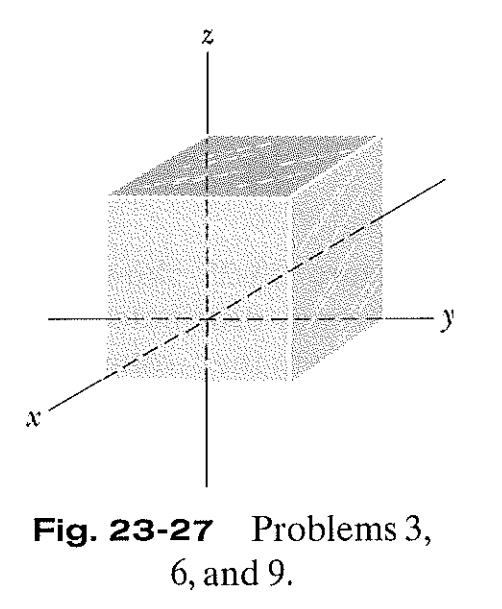 z
y
x
Fig. 23-27 Problems 3,
6, and 9.